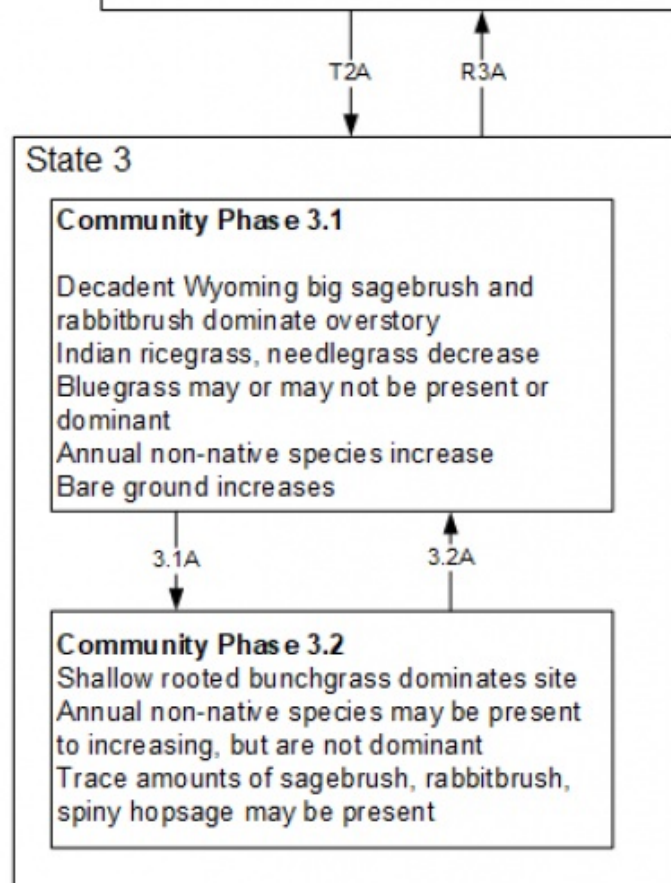 T2A
R3A
State 3
Community Phase 3.1
Decadent Wyoming big sagebrush and
rabbitbrush dominate overstory
Indian ricegrass, needlegrass decrease
Bluegrass may or may not be present or
dominant
Annual non-native species increase
Bare ground increases
3.1A
3.2A
Community Phase 3.2
Shallow rooted bunchgrass dominates site
Annual non-native species may be present
to increasing, but are not dominant
Trace amounts of sagebrush, rabbitbrush,
spiny hopsage may be present